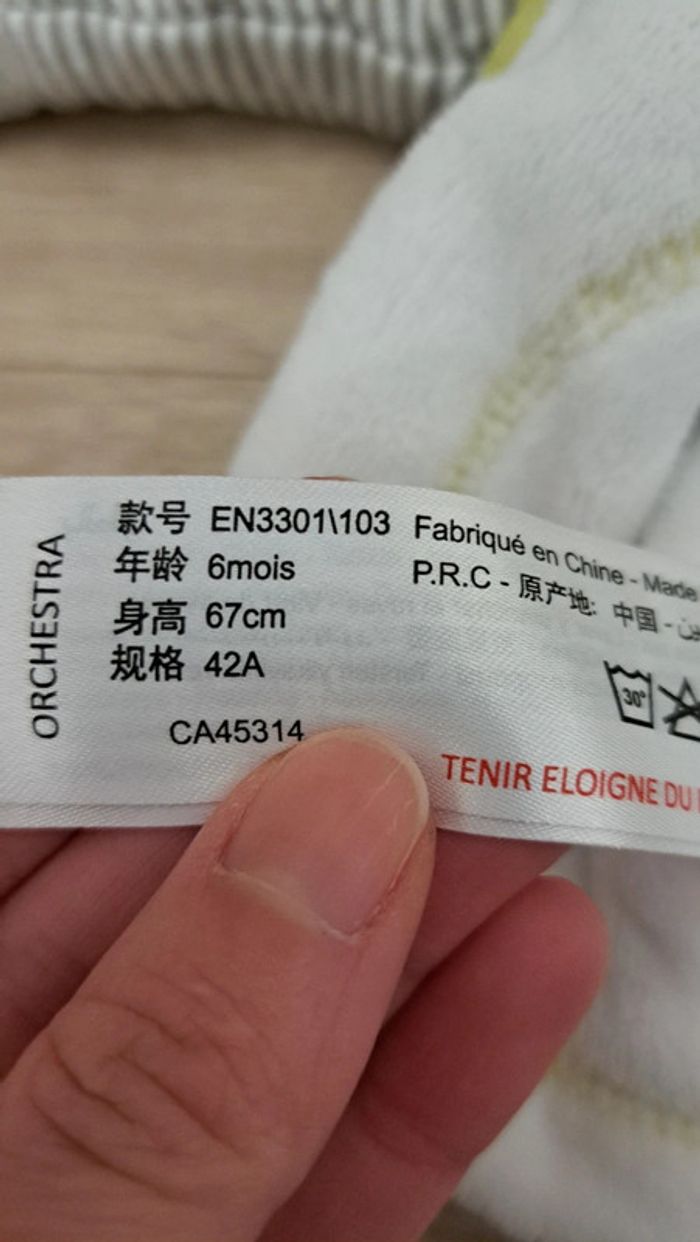 ORCHESTRA
款号 EN3301\103
年龄 6mois
身高 67cm
规格 42A
CA45314
Fabriqué en Chine - Made
P.R.C - 原产地: 中国 -
30°
TENIR ELOIGNE DU